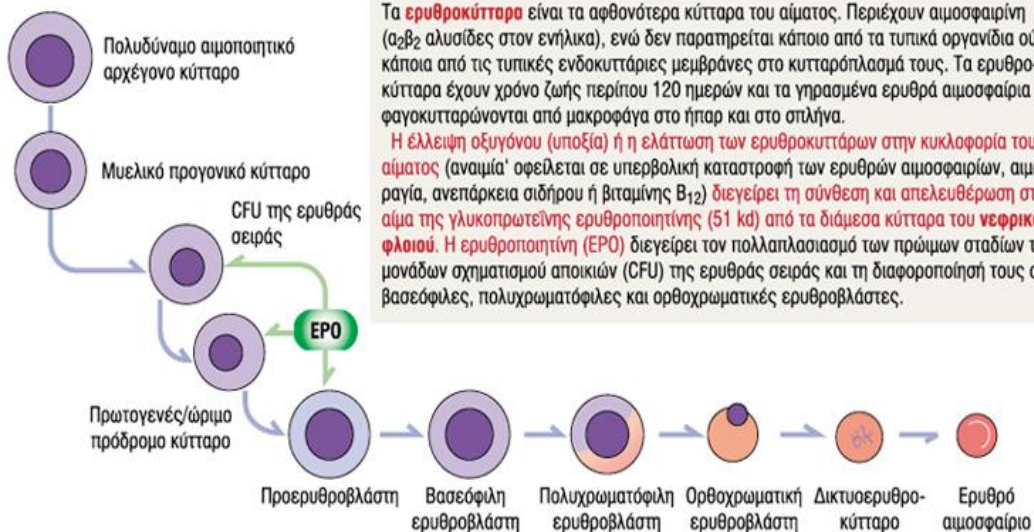 Τα ερυθροκύτταρα είναι τα αφθονότερα κύτταρα του αίματος. Περιέχουν αιμοσφαιρίνη
(α2β2 αλυσίδες στον ενήλικα), ενώ δεν παρατηρείται κάποιο από τα τυπικά οργανίδια ού
κάποια από τις τυπικές ενδοκυττάριες μεμβράνες στο κυτταρόπλασμά τους. Τα ερυθρο-
κύτταρα έχουν χρόνο ζωής περίπου 120 ημερών και τα γηρασμένα ερυθρά αιμοσφαίρια
φαγοκυτταρώνονται από μακροφάγα στο ήπαρ και στο σπλήνα.
Η έλλειψη οξυγόνου (υποξία) ή η ελάττωση των ερυθροκυττάρων στην κυκλοφορία του
αίματος (αναιμία' οφείλεται σε υπερβολική καταστροφή των ερυθρών αιμοσφαιρίων, αιμο
ραγία, ανεπάρκεια σιδήρου ή βιταμίνης B12) διεγείρει τη σύνθεση και απελευθέρωση στ
αίμα της γλυκοπρωτεΐνης ερυθροποιητίνης (51 kd) από τα διάμεσα κύτταρα του νεφρικ
φλοιού. Η ερυθροποιητίνη (EPO) διεγείρει τον πολλαπλασιασμό των πρώιμων σταδίων τ
μονάδων σχηματισμού αποικιών (CFU) της ερυθράς σειράς και τη διαφοροποίησή τους σ
βασεόφιλες, πολυχρωματόφιλες και ορθοχρωματικές ερυθροβλάστες.
Πολυδύναμο αιμοποιητικό
αρχέγονο κύτταρο
Μυελικό προγονικό κύτταρο
CFU της ερυθράς
σειράς
EPO
Πρωτογενές/ώριμο
πρόδρομο κύτταρο
Προερυθροβλάστη
Βασεόφιλη
ερυθροβλάστη
Πολυχρωματόφιλη
ερυθροβλάστη
Ορθοχρωματική
ερυθροβλάστη
Δικτυοερυθρο-
κύτταρο
Ερυθρό
αιμοσφαίριο